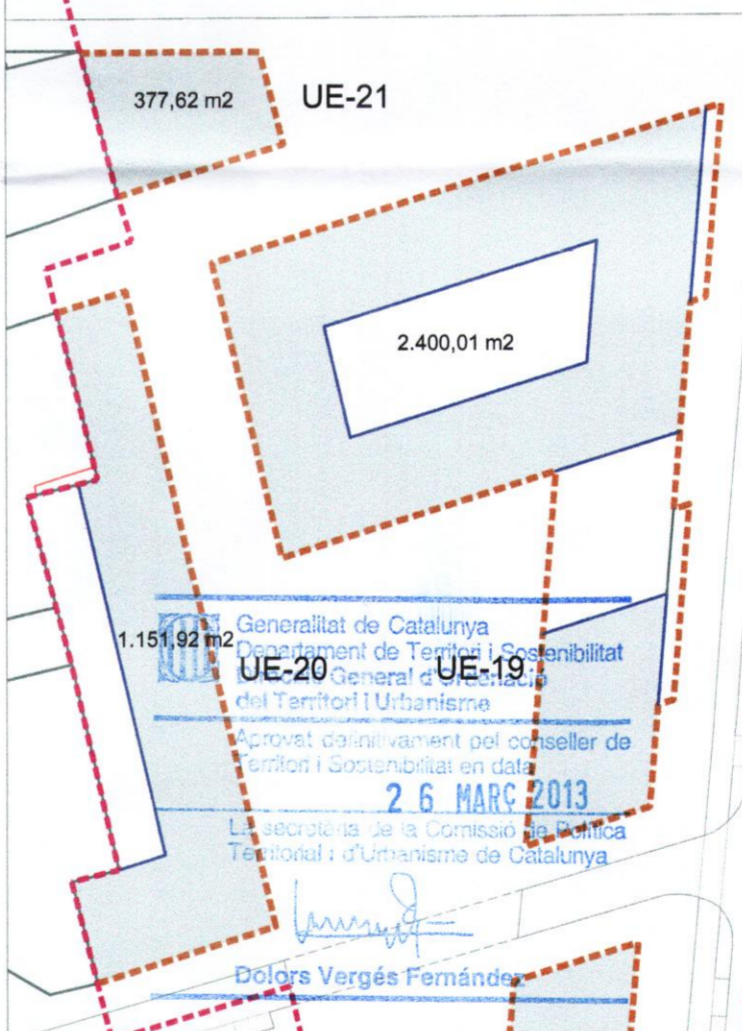 377,62 m2
UE-21
2.400,01 m2
1.151,92 m2
UE-20
UE-19
Generalitat de Catalunya
Departament de Territori i Sostenibilitat
Direcció General d'Ordenació
del Territori i Urbanisme
Aprovat definitivament pel conseller de
Territori i Sostenibilitat en data
26 MARÇ 2013
La secretària de la Comissió de Política
Territorial i d'Urbanisme de Catalunya
Dolors Vergés Fernández